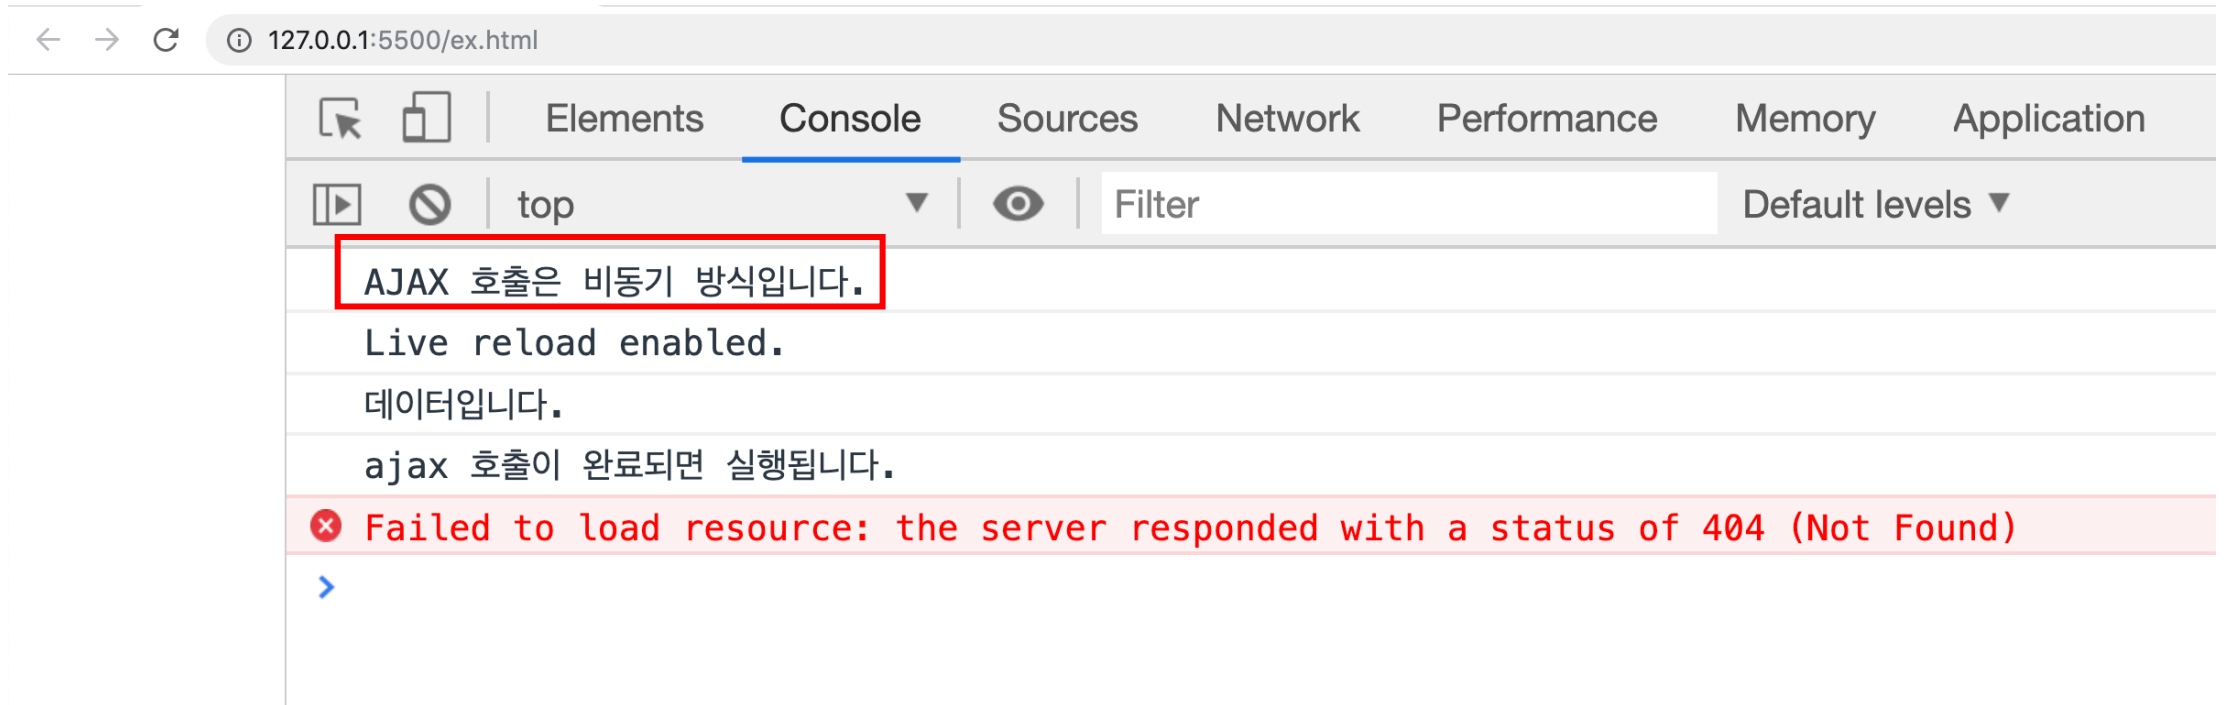 127.0.0.1:5500/ex.html
Elements Console Sources Network Performance Memory Application
top Filter Default levels
AJAX 호출은 비동기 방식입니다.
Live reload enabled.
데이터입니다.
ajax 호출이 완료되면 실행됩니다.
Failed to load resource: the server responded with a status of 404 (Not Found)